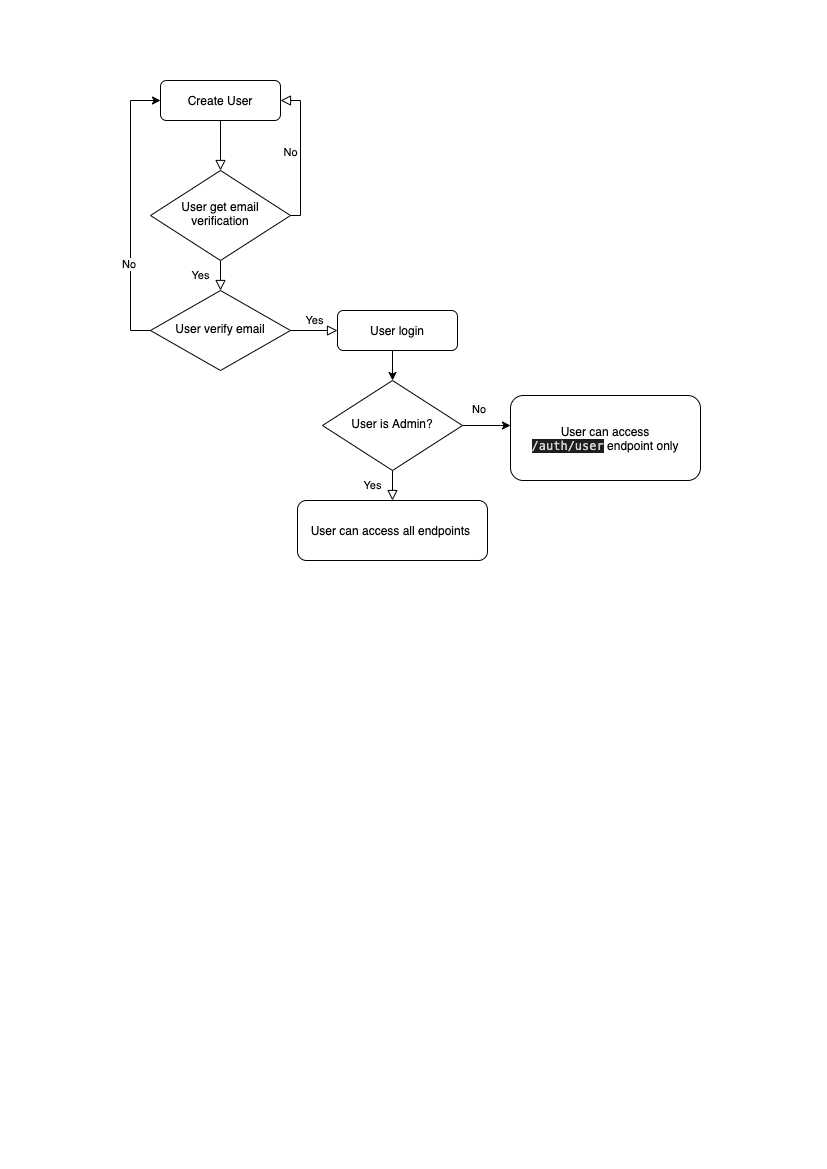 Create User
No
User get email
verification
Yes
No
User verify email
Yes
User login
User is Admin?
No
User can access
/auth/user endpoint only
Yes
User can access all endpoints